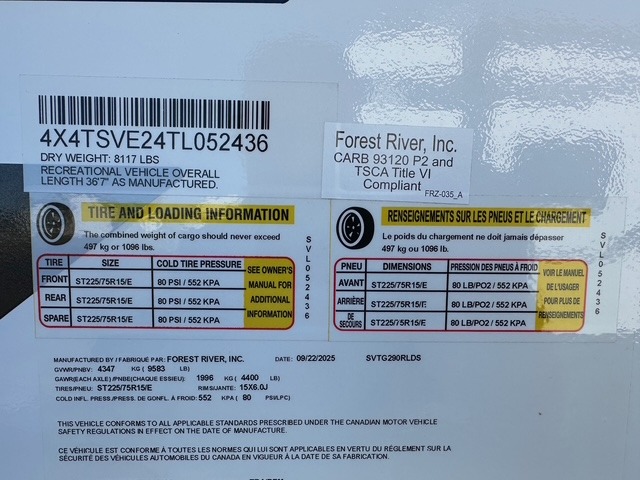 4X4TSVE24TL052436
DRY WEIGHT: 8117 LBS
RECREATIONAL VEHICLE OVERALL
LENGTH 36'7" AS MANUFACTURED.
Forest River, Inc.
CARB 93120 P2 and
TSCA Title VI
Compliant
FRZ-035_A
TIRE AND LOADING INFORMATION
The combined weight of cargo should never exceed
497 kg or 1096 lbs.
TIRE SIZE COLD TIRE PRESSURE
FRONT ST225/75R15/E 80 PSI / 552 KPA
REAR ST225/75R15/E 80 PSI / 552 KPA
SPARE ST225/75R15/E 80 PSI / 552 KPA
SEE OWNER'S
MANUAL FOR
ADDITIONAL
INFORMATION
SVL052436
RENSEIGNEMENTS SUR LES PNEUS ET LE CHARGEMENT
Le poids du chargement ne doit jamais dépasser
497 kg ou 1096 lb.
PNEU DIMENSIONS PRESSION DES PNEUS À FROID
AVANT ST225/75R15/E 80 LB/PO2 / 552 KPA
ARRIÈRE ST225/75R15/E 80 LB/PO2 / 552 KPA
DE SECOURS ST225/75R15/E 80 LB/PO2 / 552 KPA
VOIR LE MANUEL
DE L'USAGER
POUR PLUS DE
RENSEIGNEMENTS
SVL052436
MANUFACTURED BY / FABRIQUÉ PAR: FOREST RIVER, INC. DATE: 09/22/2025 SVTG290RLDS
GVWR/PNBV: 4347 KG (9583 LB)
GAWR(EACH AXLE) /PNBE(CHAQUE ESSIEU): 1996 KG (4400 LB)
TIRES/PNEU: ST225/75R15/E RIMS/JANTE: 15X6.0J
COLD INFL. PRESS./PRESS. DE GONFL. À FROID: 552 KPA ( 80 PSI/LPC)
THIS VEHICLE CONFORMS TO ALL APPLICABLE STANDARDS PRESCRIBED UNDER THE CANADIAN MOTOR VEHICLE
SAFETY REGULATIONS IN EFFECT ON THE DATE OF MANUFACTURE.
CE VÉHICULE EST CONFORME À TOUTES LES NORMES QUI LUI SONT APPLICABLES EN VERTU DU RÈGLEMENT SUR LA
SÉCURITÉ DES VÉHICULES AUTOMOBILES DU CANADA EN VIGUEUR À LA DATE DE SA FABRICATION.